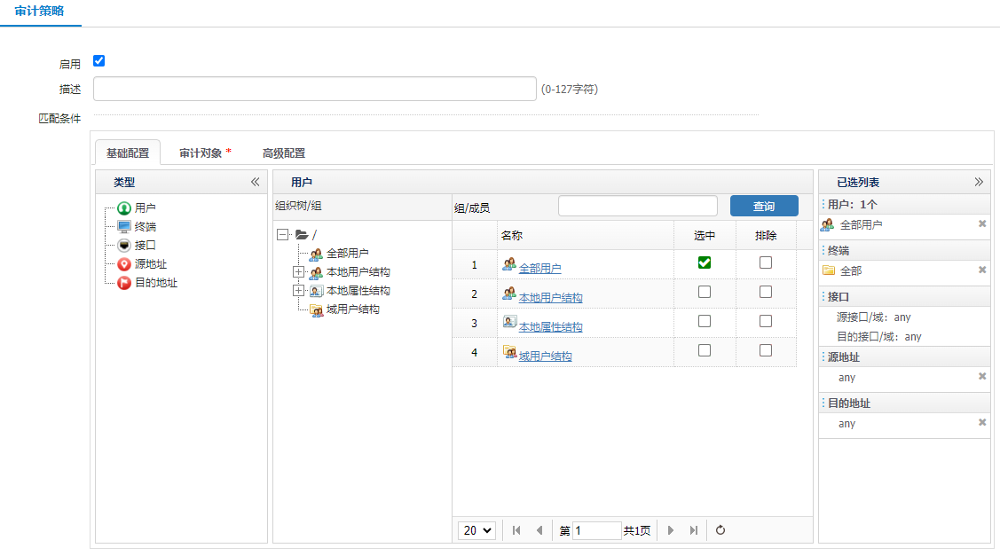 审计策略
启用
描述 (0-127字符)
匹配条件
基础配置 审计对象 * 高级配置
类型
用户
终端
接口
源地址
目的地址
用户
组织树/组
/
全部用户
本地用户结构
本地属性结构
域用户结构
组/成员 查询
名称 选中 排除
1 全部用户
2 本地用户结构
3 本地属性结构
4 域用户结构
20 第 1 共1页
已选列表
用户：1个
全部用户
终端
全部
接口
源接口/域：any
目的接口/域：any
源地址
any
目的地址
any